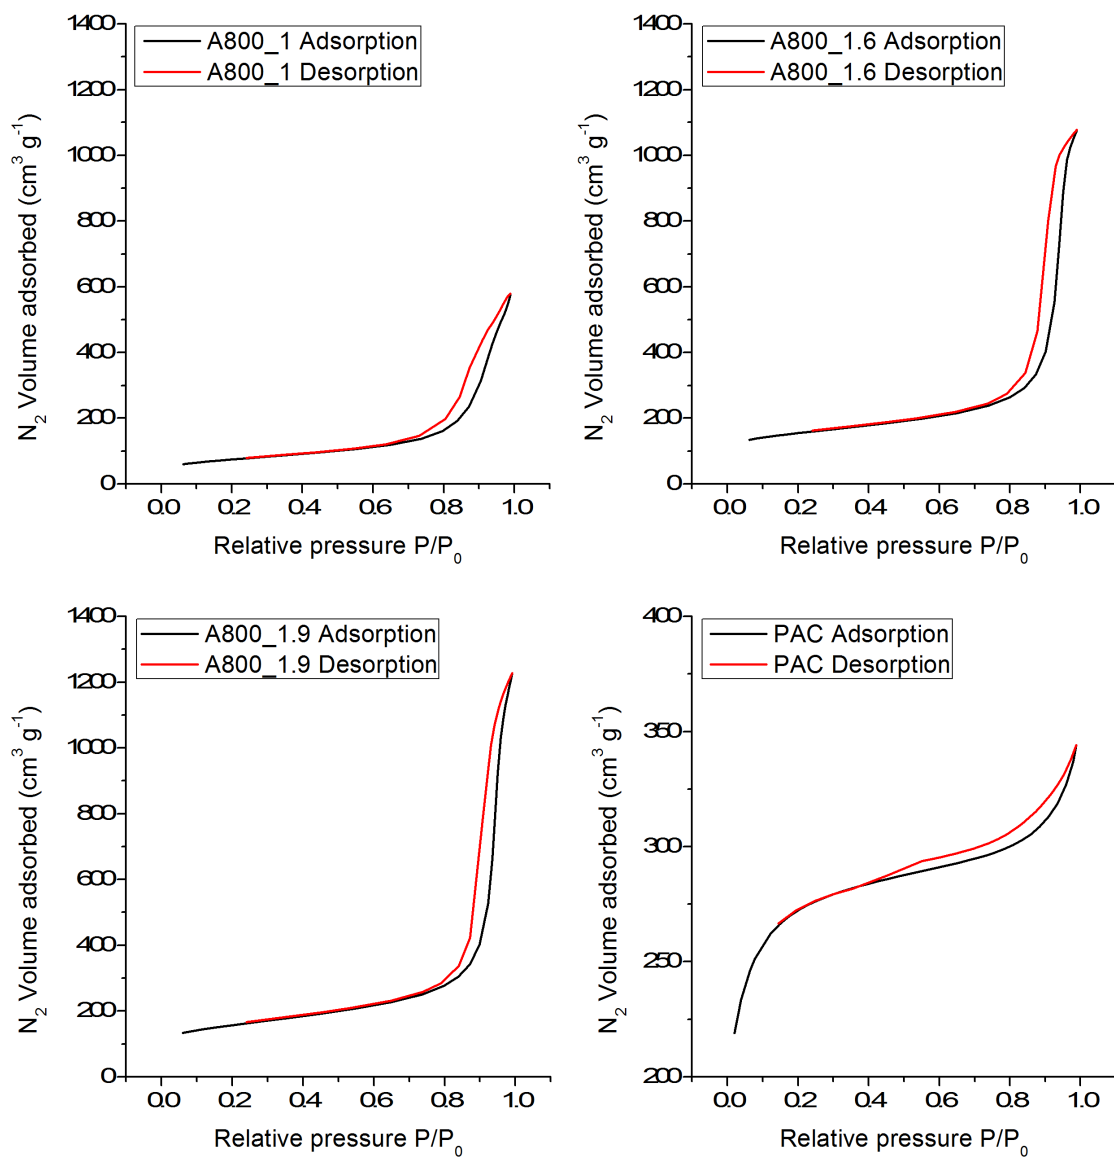 A800_1 Adsorption
A800_1 Desorption
N2 Volume adsorbed (cm3 g-1)
1400
1200
1000
800
600
400
200
0
0.0 0.2 0.4 0.6 0.8 1.0
Relative pressure P/P0
A800_1.6 Adsorption
A800_1.6 Desorption
N2 Volume adsorbed (cm3 g-1)
1400
1200
1000
800
600
400
200
0
0.0 0.2 0.4 0.6 0.8 1.0
Relative pressure P/P0
A800_1.9 Adsorption
A800_1.9 Desorption
N2 Volume adsorbed (cm3 g-1)
1400
1200
1000
800
600
400
200
0
0.0 0.2 0.4 0.6 0.8 1.0
Relative pressure P/P0
PAC Adsorption
PAC Desorption
N2 Volume adsorbed (cm3 g-1)
400
350
300
250
200
0.0 0.2 0.4 0.6 0.8 1.0
Relative pressure P/P0